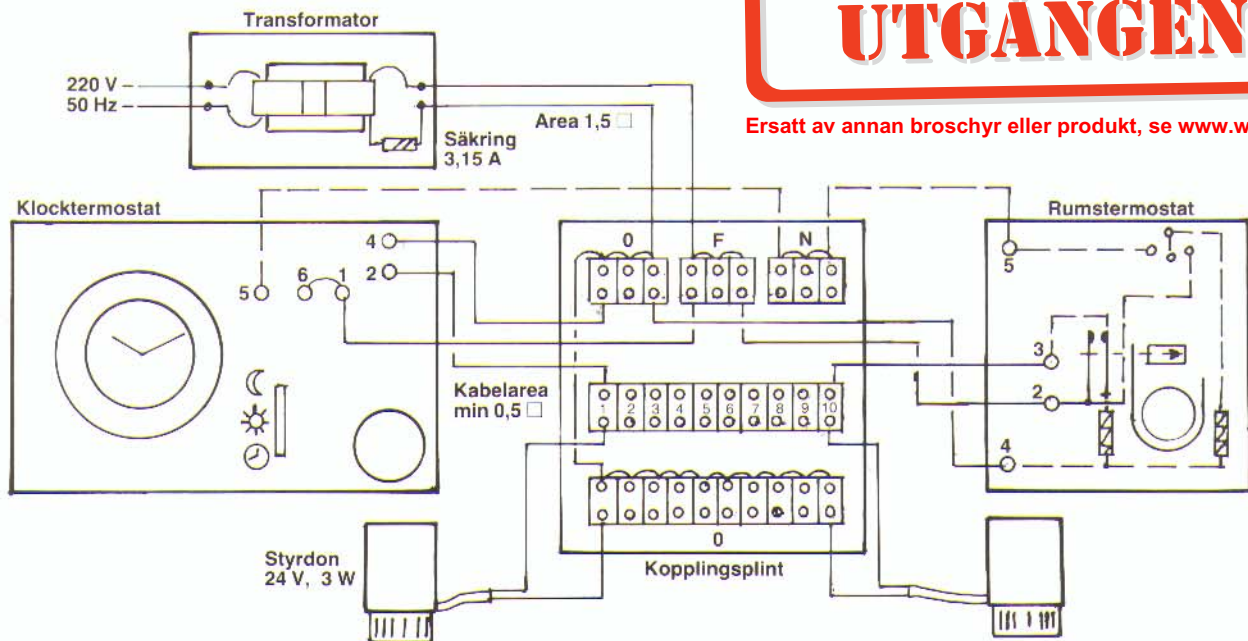 Transformator
UTGÅNGEN
220 V
50 Hz
Area 1,5 □
Säkring
3,15 A
Ersatt av annan broschyr eller produkt, se www.w
Klocktermostat
Rumstermostat
4
2
5
6
1
0
F
N
5
3
2
4
Kabelarea
min 0,5 □
1 2 3 4 5 6 7 8 9 10
0
Kopplingsplint
Styrdon
24 V, 3 W